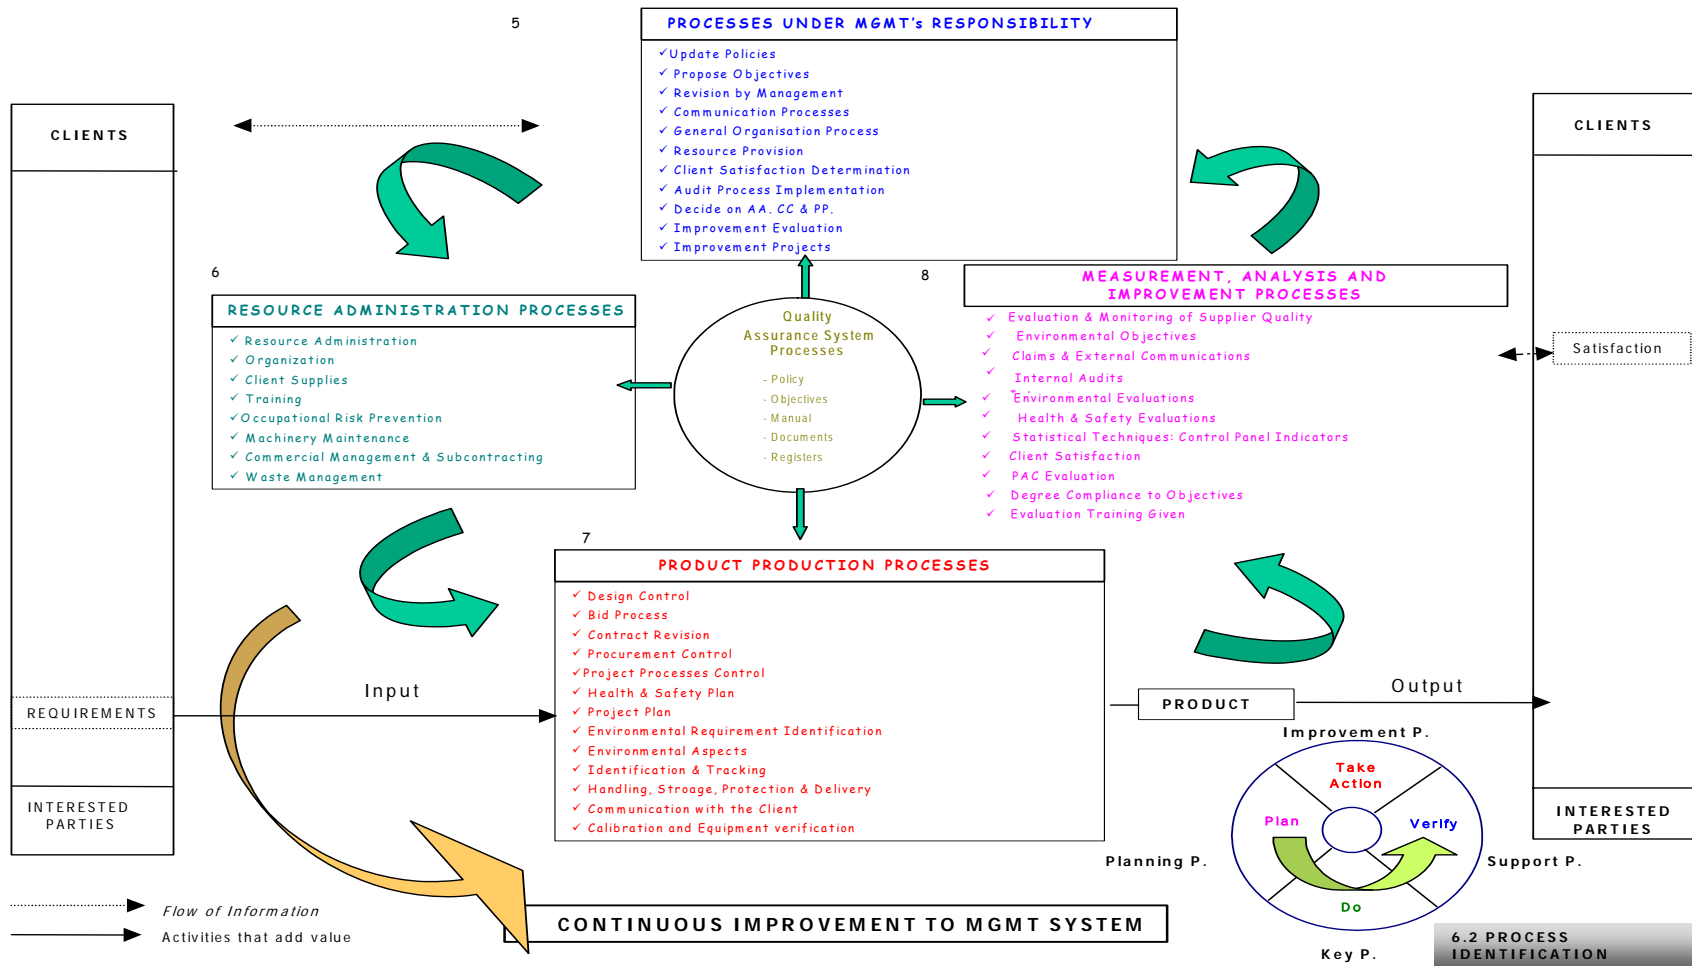 5
PROCESSES UNDER MGMT's RESPONSIBILITY
✓Update Policies
✓ Propose Objectives
✓ Revision by Management
✓ Communication Processes
✓ General Organisation Process
✓ Resource Provision
✓ Client Satisfaction Determination
✓ Audit Process Implementation
✓ Decide on AA. CC & PP.
✓ Improvement Evaluation
✓ Improvement Projects
CLIENTS
REQUIREMENTS
INTERESTED
PARTIES
6
RESOURCE ADMINISTRATION PROCESSES
✓ Resource Administration
✓ Organization
✓ Client Supplies
✓ Training
✓Occupational Risk Prevention
✓ Machinery Maintenance
✓ Commercial Management & Subcontracting
✓ Waste Management
Quality
Assurance System
Processes
- Policy
- Objectives
- Manual
- Documents
- Registers
8
MEASUREMENT, ANALYSIS AND
IMPROVEMENT PROCESSES
✓ Evaluation & Monitoring of Supplier Quality
✓ Environmental Objectives
✓ Claims & External Communications
✓ Internal Audits
✓ Environmental Evaluations
✓ Health & Safety Evaluations
✓ Statistical Techniques: Control Panel Indicators
✓ Client Satisfaction
✓ PAC Evaluation
✓ Degree Compliance to Objectives
✓ Evaluation Training Given
CLIENTS
Satisfaction
INTERESTED
PARTIES
7
PRODUCT PRODUCTION PROCESSES
✓ Design Control
✓ Bid Process
✓ Contract Revision
✓ Procurement Control
✓Project Processes Control
✓ Health & Safety Plan
✓ Project Plan
✓ Environmental Requirement Identification
✓ Environmental Aspects
✓ Identification & Tracking
✓ Handling, Stroage, Protection & Delivery
✓ Communication with the Client
✓ Calibration and Equipment verification
Input
PRODUCT
Output
Improvement P.
Take
Action
Plan
Verify
Do
Planning P.
Support P.
Key P.
Flow of Information
Activities that add value
CONTINUOUS IMPROVEMENT TO MGMT SYSTEM
6.2 PROCESS
IDENTIFICATION